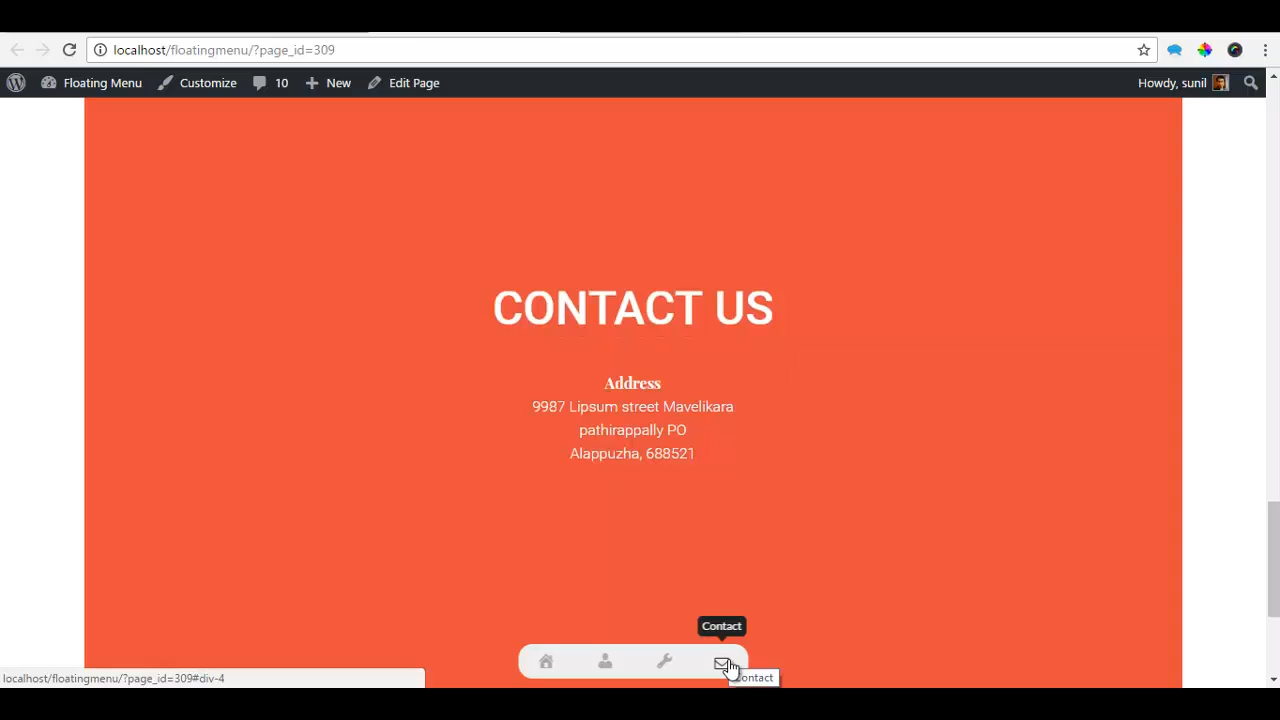 localhost/floatingmenu/?page_id=309
Floating Menu Customize 10 New Edit Page Howdy, sunil
CONTACT US
Address
9987 Lipsum street Mavelikara
pathirappally PO
Alappuzha, 688521
Contact
localhost/floatingmenu/?page_id=309#div-4
ontact